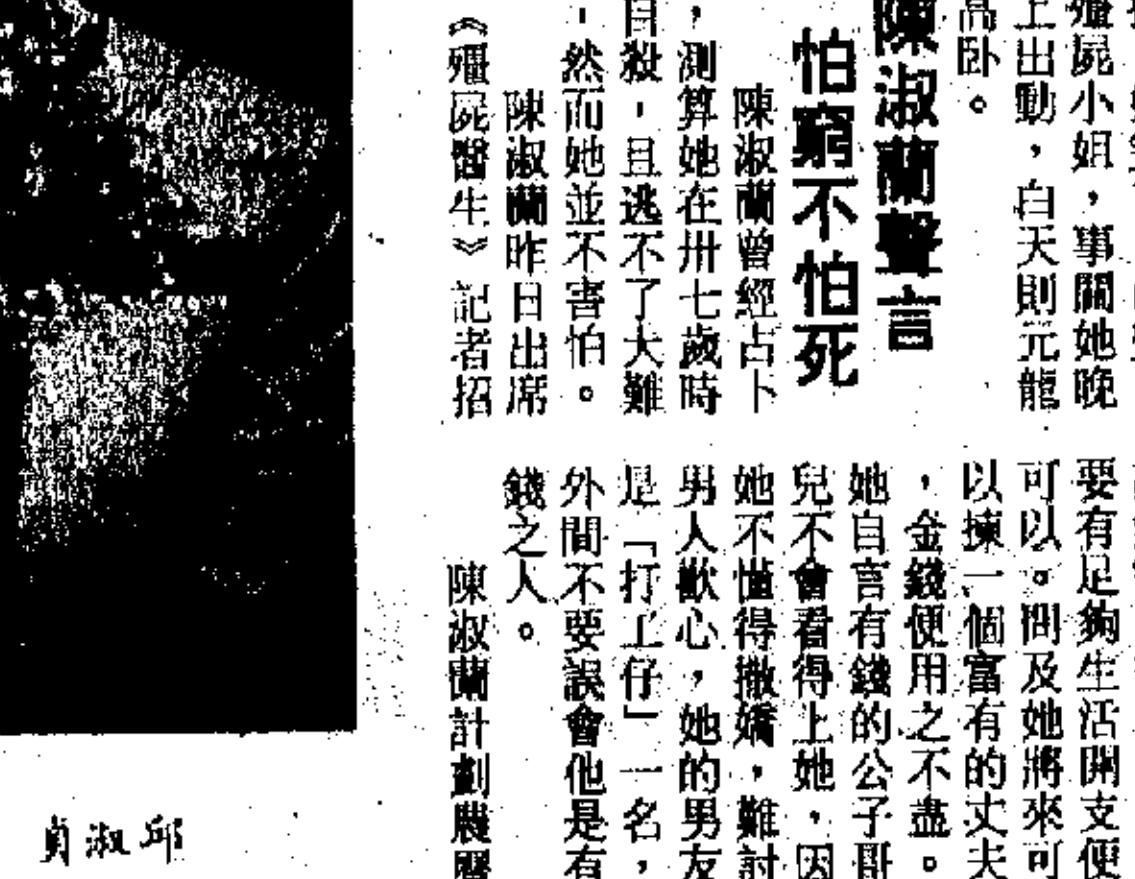 殭屍小姐，事關她晚
上出動，白天則元龍
高臥。
陳淑蘭聲言
怕窮不怕死
陳淑蘭曾經占卜
，測算她在卅七歲時
自殺，且逃不了大難
，然而她並不害怕。
陳淑蘭昨日出席
《殭屍醫生》記者招
要有足夠生活開支便
可以。問及她將來可
以揀一個富有的丈夫
，金錢便用之不盡。
她自言有錢的公子哥
兒不會看得上她，因
她不懂得撒嬌，難討
男人歡心，她的男友
是「打工仔」一名，
外間不要誤會他是有
錢之人。
陳淑蘭計劃農曆
邱淑貞